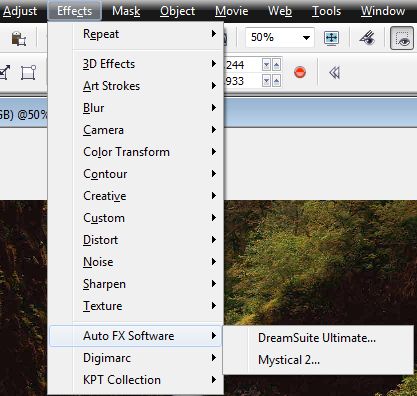 Adjust Effects Mask Object Movie Web Tools Window
Repeat
50%
3D Effects
244
Art Strokes
933
Blur
GB) @50%
Camera
Color Transform
Contour
Creative
Custom
Distort
Noise
Sharpen
Texture
Auto FX Software
DreamSuite Ultimate...
Mystical 2...
Digimarc
KPT Collection